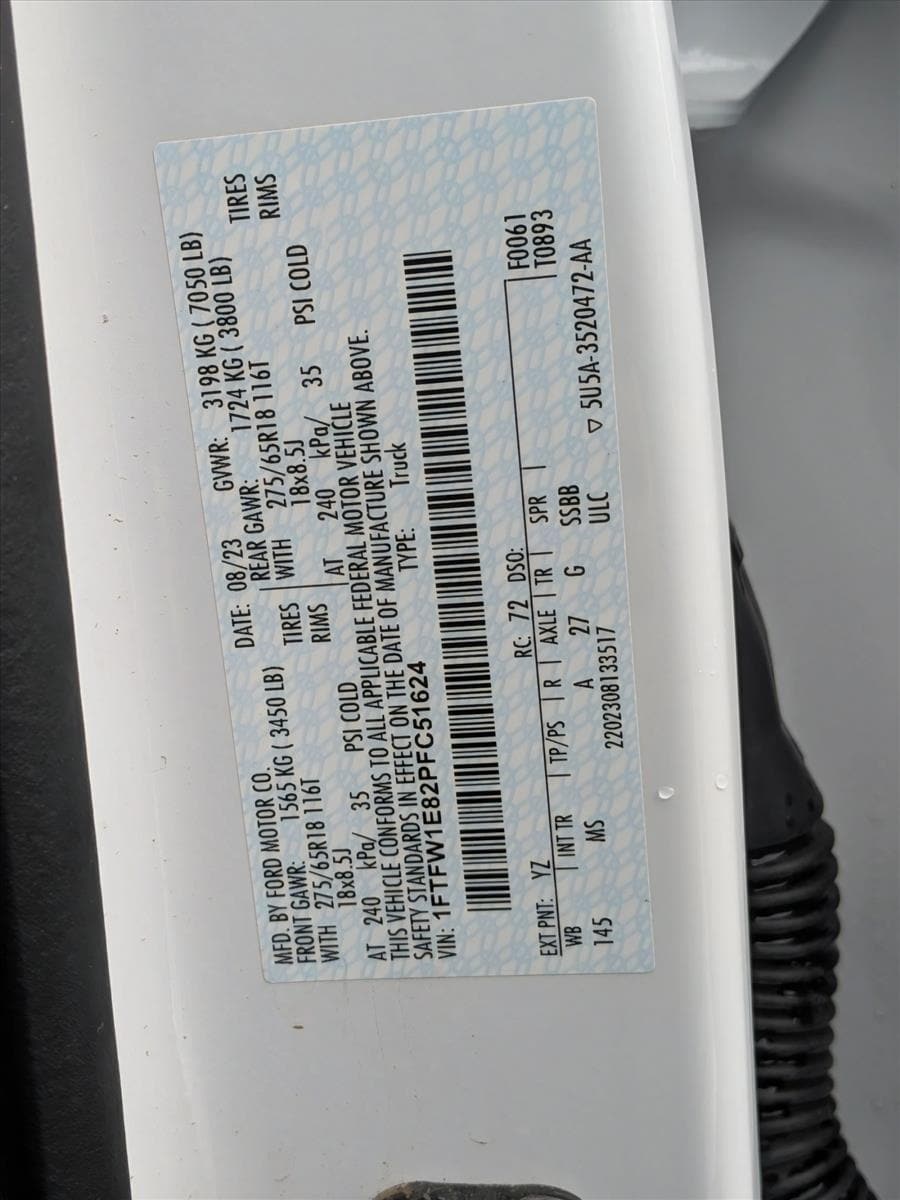 MFD. BY FORD MOTOR CO. DATE: 08/23 GVWR: 3198 KG ( 7050 LB)
FRONT GAWR: 1565 KG ( 3450 LB) REAR GAWR: 1724 KG ( 3800 LB)
WITH 275/65R18 116T TIRES WITH 275/65R18 116T TIRES
18x8.5J RIMS 18x8.5J RIMS
AT 240 kPa/ 35 PSI COLD AT 240 kPa/ 35 PSI COLD
THIS VEHICLE CONFORMS TO ALL APPLICABLE FEDERAL MOTOR VEHICLE
SAFETY STANDARDS IN EFFECT ON THE DATE OF MANUFACTURE SHOWN ABOVE.
VIN: 1FTFW1E82PFC51624 TYPE: Truck
EXT PNT: YZ RC: 72 DSO: F0061
WB INT TR TP/PS R AXLE TR SPR T0893
145 MS A 27 G SSBB
2202308133517 ULC ▽ 5U5A-3520472-AA